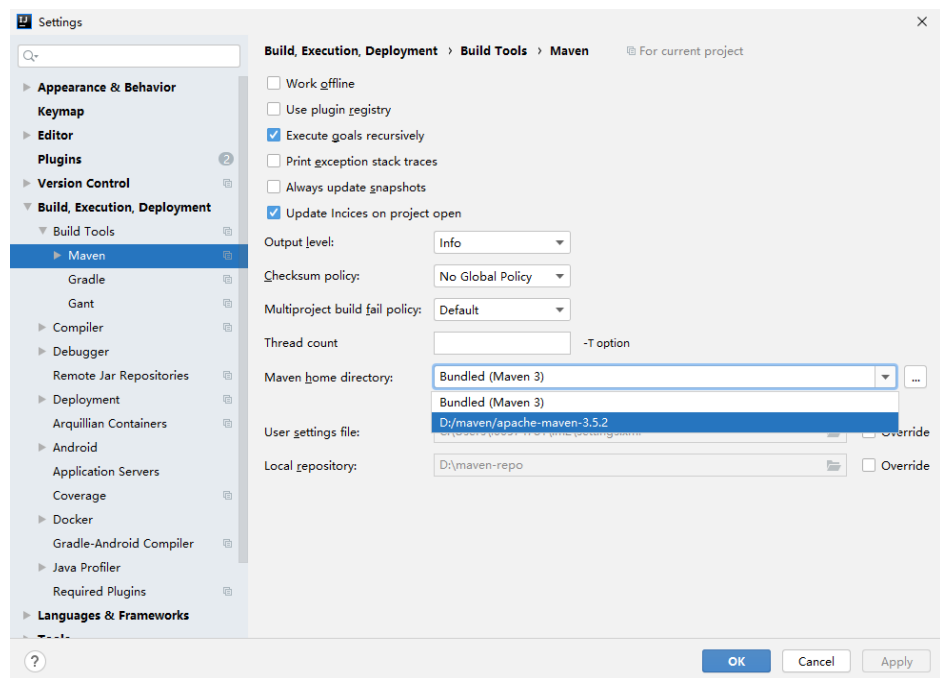 Settings
Build, Execution, Deployment › Build Tools › Maven For current project
Appearance & Behavior
Keymap
Editor
Plugins 2
Version Control
Build, Execution, Deployment
Build Tools
Maven
Gradle
Gant
Compiler
Debugger
Remote Jar Repositories
Deployment
Arquillian Containers
Android
Application Servers
Coverage
Docker
Gradle-Android Compiler
Java Profiler
Required Plugins
Languages & Frameworks
Tools
Work offline
Use plugin registry
Execute goals recursively
Print exception stack traces
Always update snapshots
Update Incices on project open
Output level: Info
Checksum policy: No Global Policy
Multiproject build fail policy: Default
Thread count -T option
Maven home directory: Bundled (Maven 3) ...
Bundled (Maven 3)
D:/maven/apache-maven-3.5.2
User settings file: Override
Local repository: D:\maven-repo Override
? OK Cancel Apply